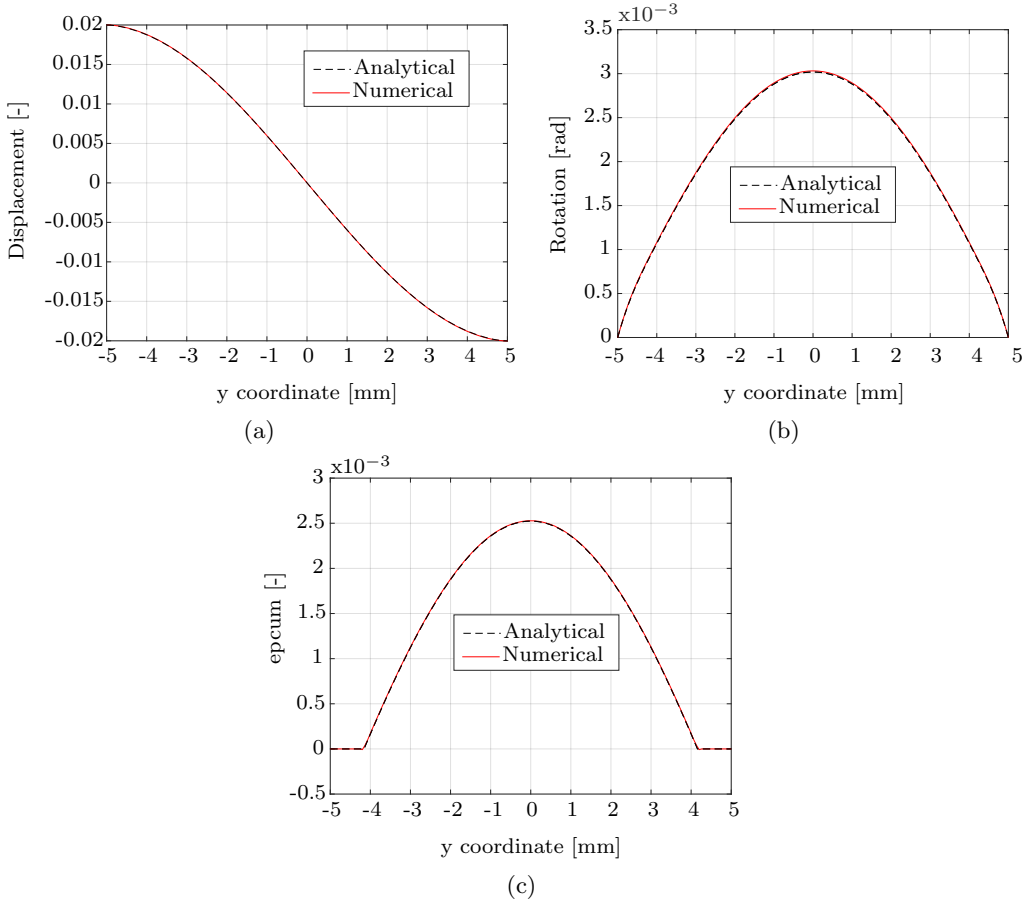 0.02
0.015
0.01
0.005
0
-0.005
-0.01
-0.015
-0.02
-5 -4 -3 -2 -1 0 1 2 3 4 5
Displacement [-]
y coordinate [mm]
Analytical
Numerical
(a)
x10−3
3.5
3
2.5
2
1.5
1
0.5
0
-5 -4 -3 -2 -1 0 1 2 3 4 5
Rotation [rad]
y coordinate [mm]
Analytical
Numerical
(b)
x10−3
3
2.5
2
1.5
1
0.5
0
-0.5
-5 -4 -3 -2 -1 0 1 2 3 4 5
epcum [-]
y coordinate [mm]
Analytical
Numerical
(c)